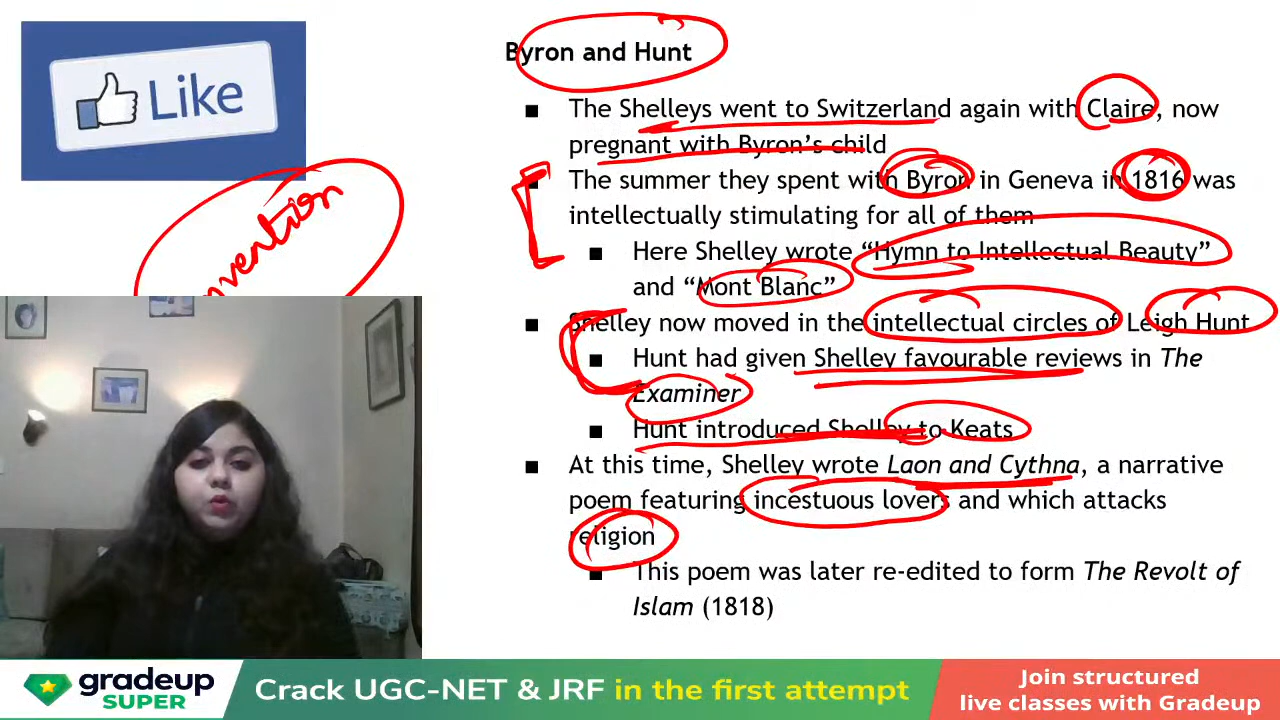 Like
Byron and Hunt
■ The Shelleys went to Switzerland again with Claire, now
pregnant with Byron's child
■ The summer they spent with Byron in Geneva in 1816 was
intellectually stimulating for all of them
■ Here Shelley wrote “Hymn to Intellectual Beauty”
and “Mont Blanc”
■ Shelley now moved in the intellectual circles of Leigh Hunt
■ Hunt had given Shelley favourable reviews in The
Examiner
■ Hunt introduced Shelley to Keats
■ At this time, Shelley wrote Laon and Cythna, a narrative
poem featuring incestuous lovers and which attacks
religion
■ This poem was later re-edited to form The Revolt of
Islam (1818)
nvention
gradeup
SUPER
Crack UGC-NET & JRF in the first attempt
Join structured
live classes with Gradeup